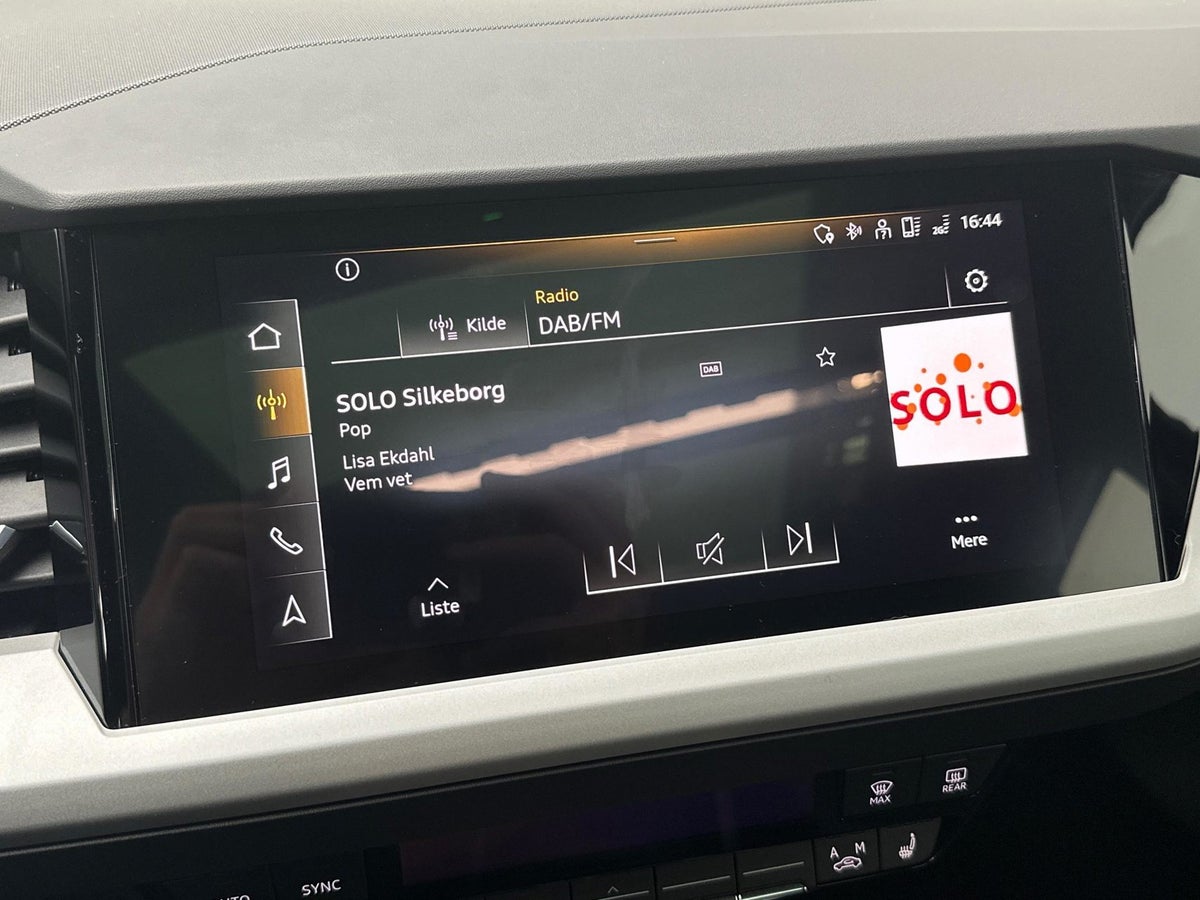 2G
16:44
Kilde
Radio
DAB/FM
SOLO Silkeborg
DAB
Pop
Lisa Ekdahl
Vem vet
SOLO
Liste
Mere
MAX
REAR
A M
SYNC